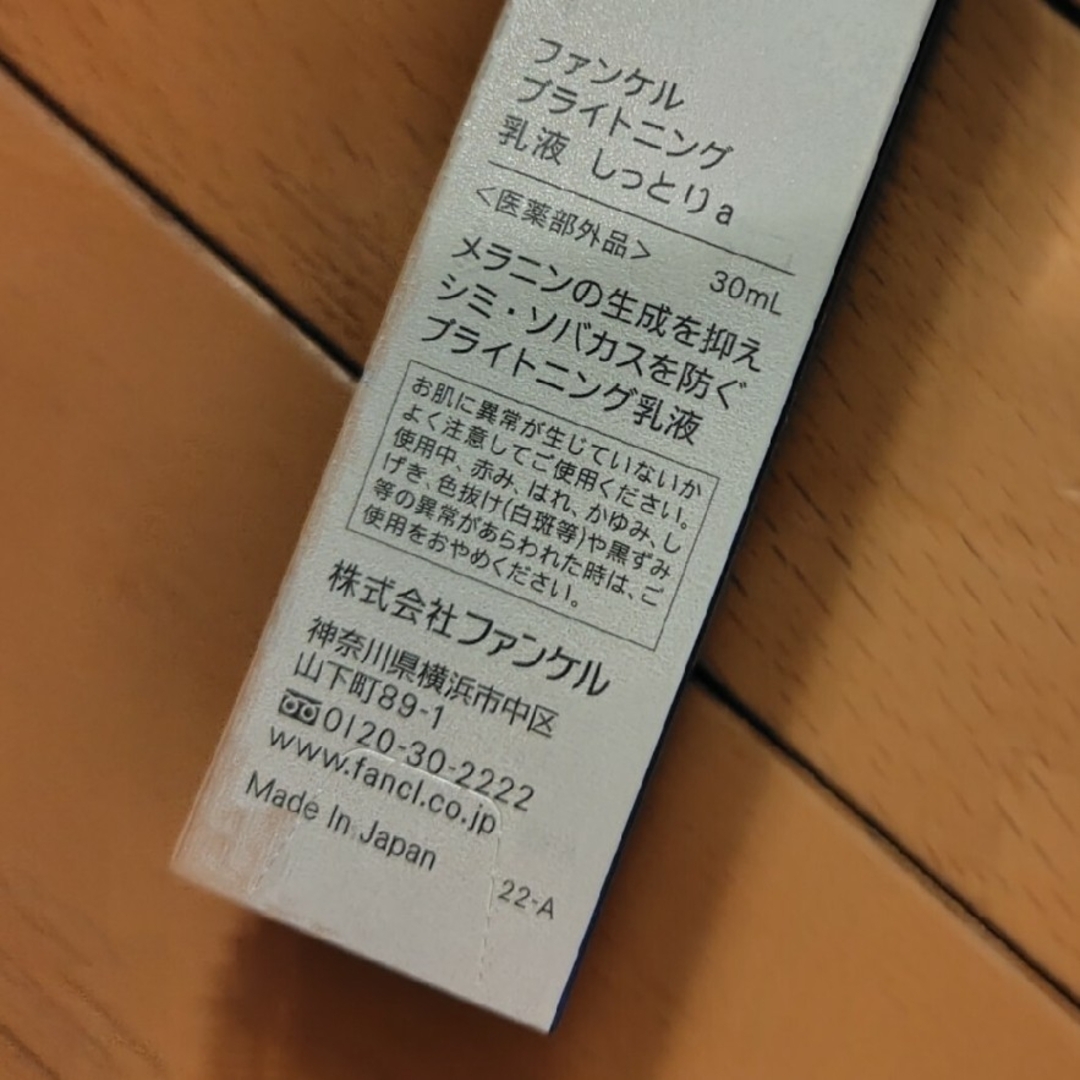 ファンケル
ブライトニング
乳液 しっとりa
<医薬部外品> 30mL
メラニンの生成を抑え
シミ・ソバカスを防ぐ
ブライトニング乳液
お肌に異常が生じていないか
よく注意してご使用ください。
使用中、赤み、はれ、かゆみ、し
げき、色抜け(白斑等)や黒ずみ
等の異常があらわれた時は、ご
使用をおやめください。
株式会社ファンケル
神奈川県横浜市中区
山下町89-1
0120-30-2222
www.fancl.co.jp
Made In Japan
22-A